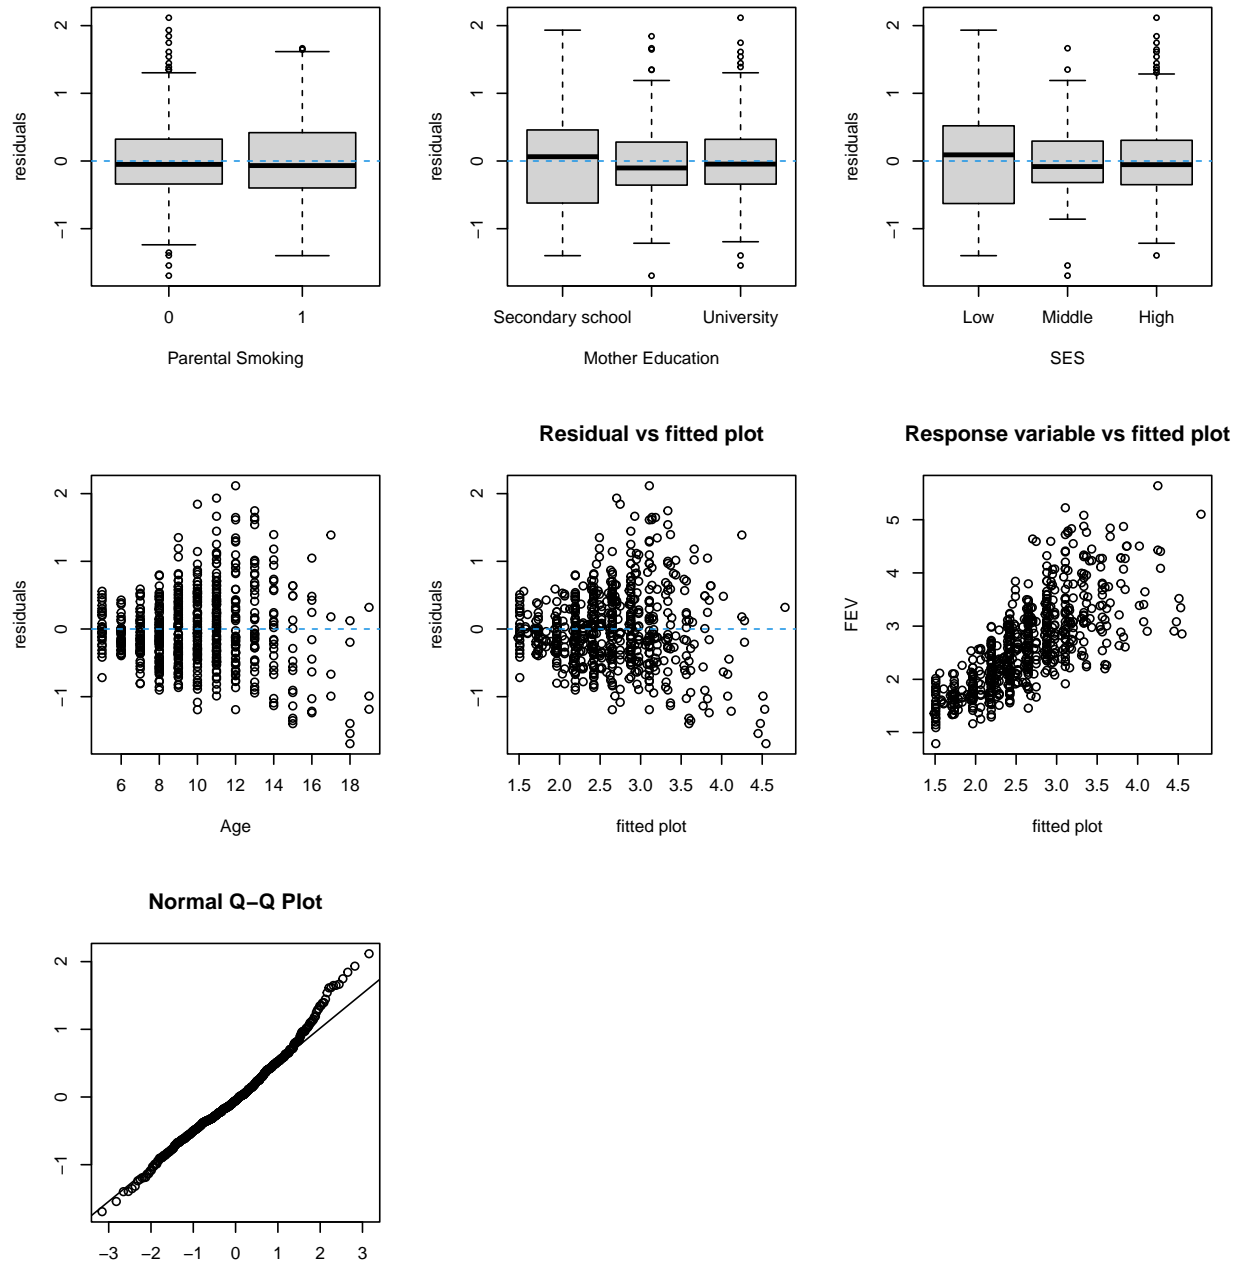 residuals
2
1
0
−1
0
1
Parental Smoking
residuals
2
1
0
−1
Secondary school
University
Mother Education
residuals
2
1
0
−1
Low
Middle
High
SES
residuals
2
1
0
−1
6
8
10
12
14
16
18
Age
Residual vs fitted plot
residuals
2
1
0
−1
1.5
2.0
2.5
3.0
3.5
4.0
4.5
fitted plot
Response variable vs fitted plot
FEV
5
4
3
2
1
1.5
2.0
2.5
3.0
3.5
4.0
4.5
fitted plot
Normal Q−Q Plot
2
1
0
−1
−3
−2
−1
0
1
2
3